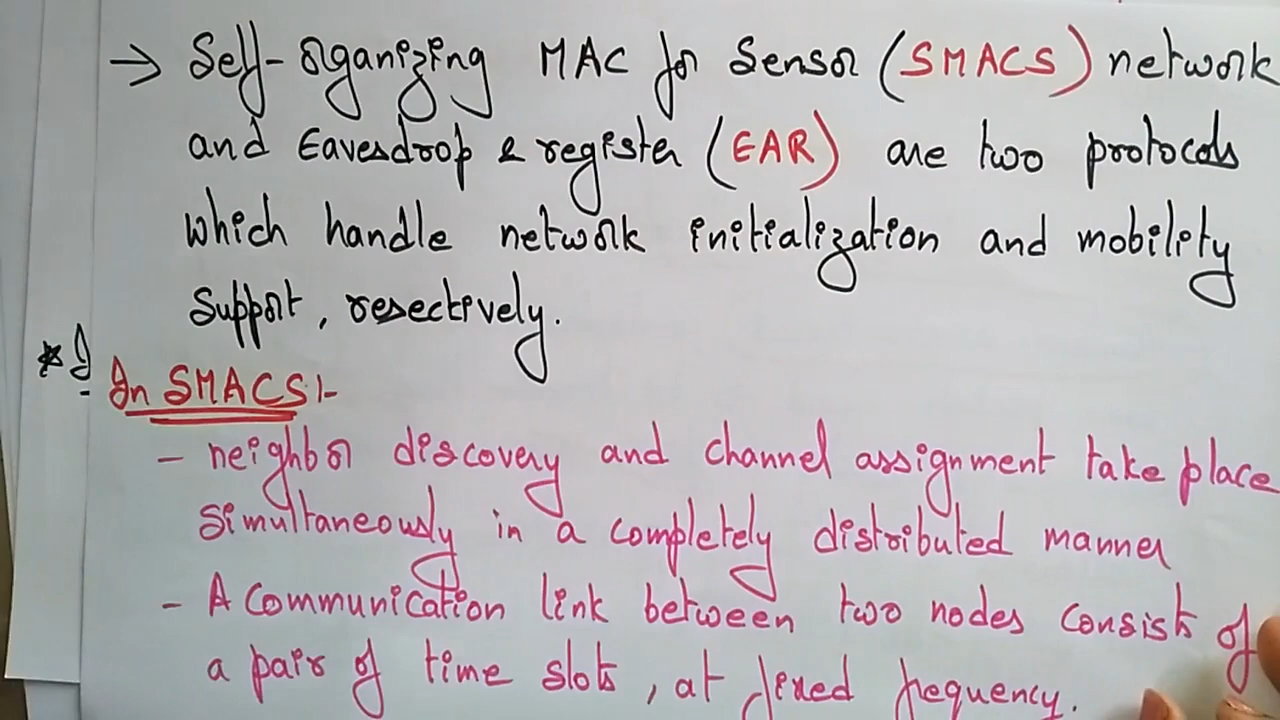 → Self-organizing MAC for Sensor (SMACS) network
and Eavesdrop & register (EAR) are two protocols
which handle network initialization and mobility
Support, resectively.
* I
In SMACS:-
- neighbor discovery and channel assignment take place
simultaneously in a completely distributed manner
- A Communication link between two nodes consists of
a pair of time slots, at fixed frequency.